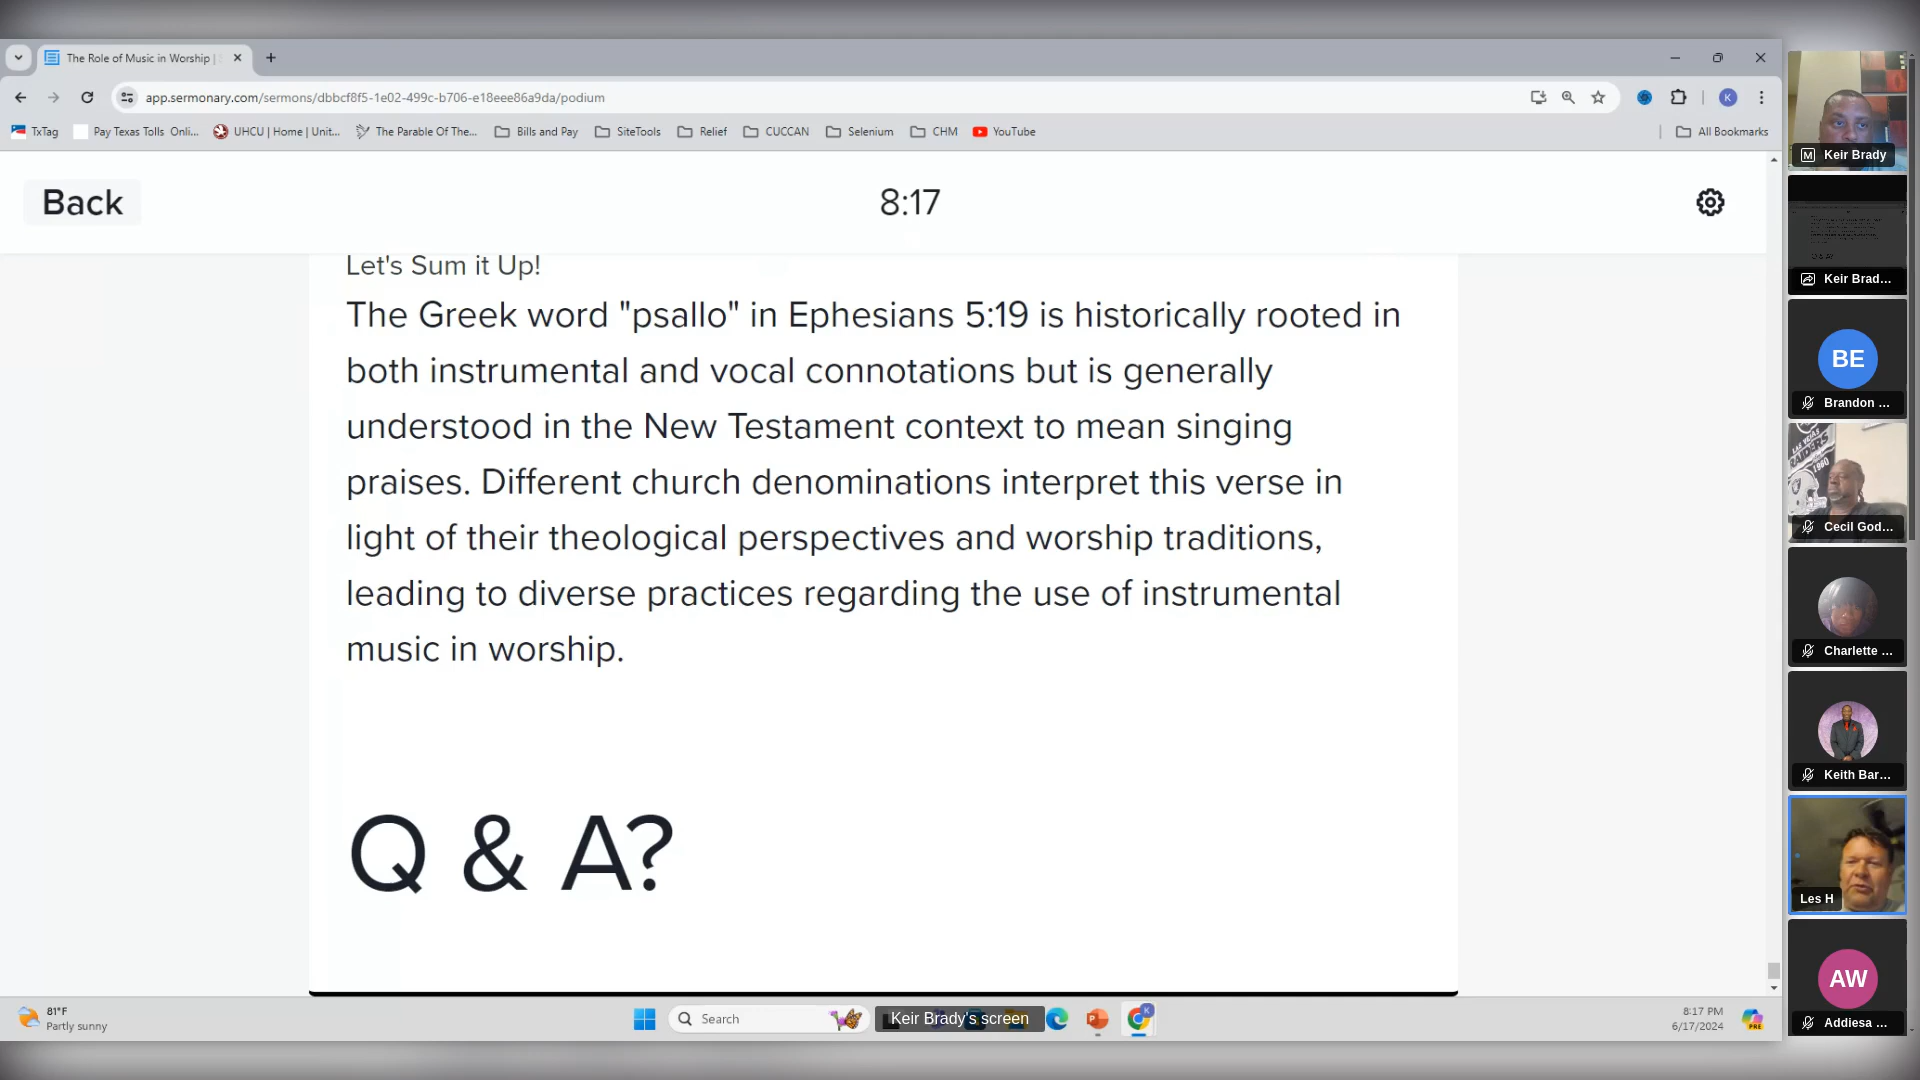 The Role of Music in Worship |
app.sermonary.com/sermons/dbbcf8f5-1e02-499c-b706-e18eee86a9da/podium
K
TxTag
Pay Texas Tolls Onli...
UHCU | Home | Unit...
The Parable Of The...
Bills and Pay
SiteTools
Relief
CUCCAN
Selenium
CHM
YouTube
All Bookmarks
Back
8:17
Let's Sum it Up!
The Greek word "psallo" in Ephesians 5:19 is historically rooted in
both instrumental and vocal connotations but is generally
understood in the New Testament context to mean singing
praises. Different church denominations interpret this verse in
light of their theological perspectives and worship traditions,
leading to diverse practices regarding the use of instrumental
music in worship.
Q & A?
81°F
Partly sunny
Search
Keir Brady's screen
K
8:17 PM
6/17/2024
PRE
M
Keir Brady
Keir Brad...
BE
Brandon ...
LAS VEGAS
RAIDERS
1960
Cecil God...
Charlette ...
Keith Bar...
Les H
AW
Addiesa ...